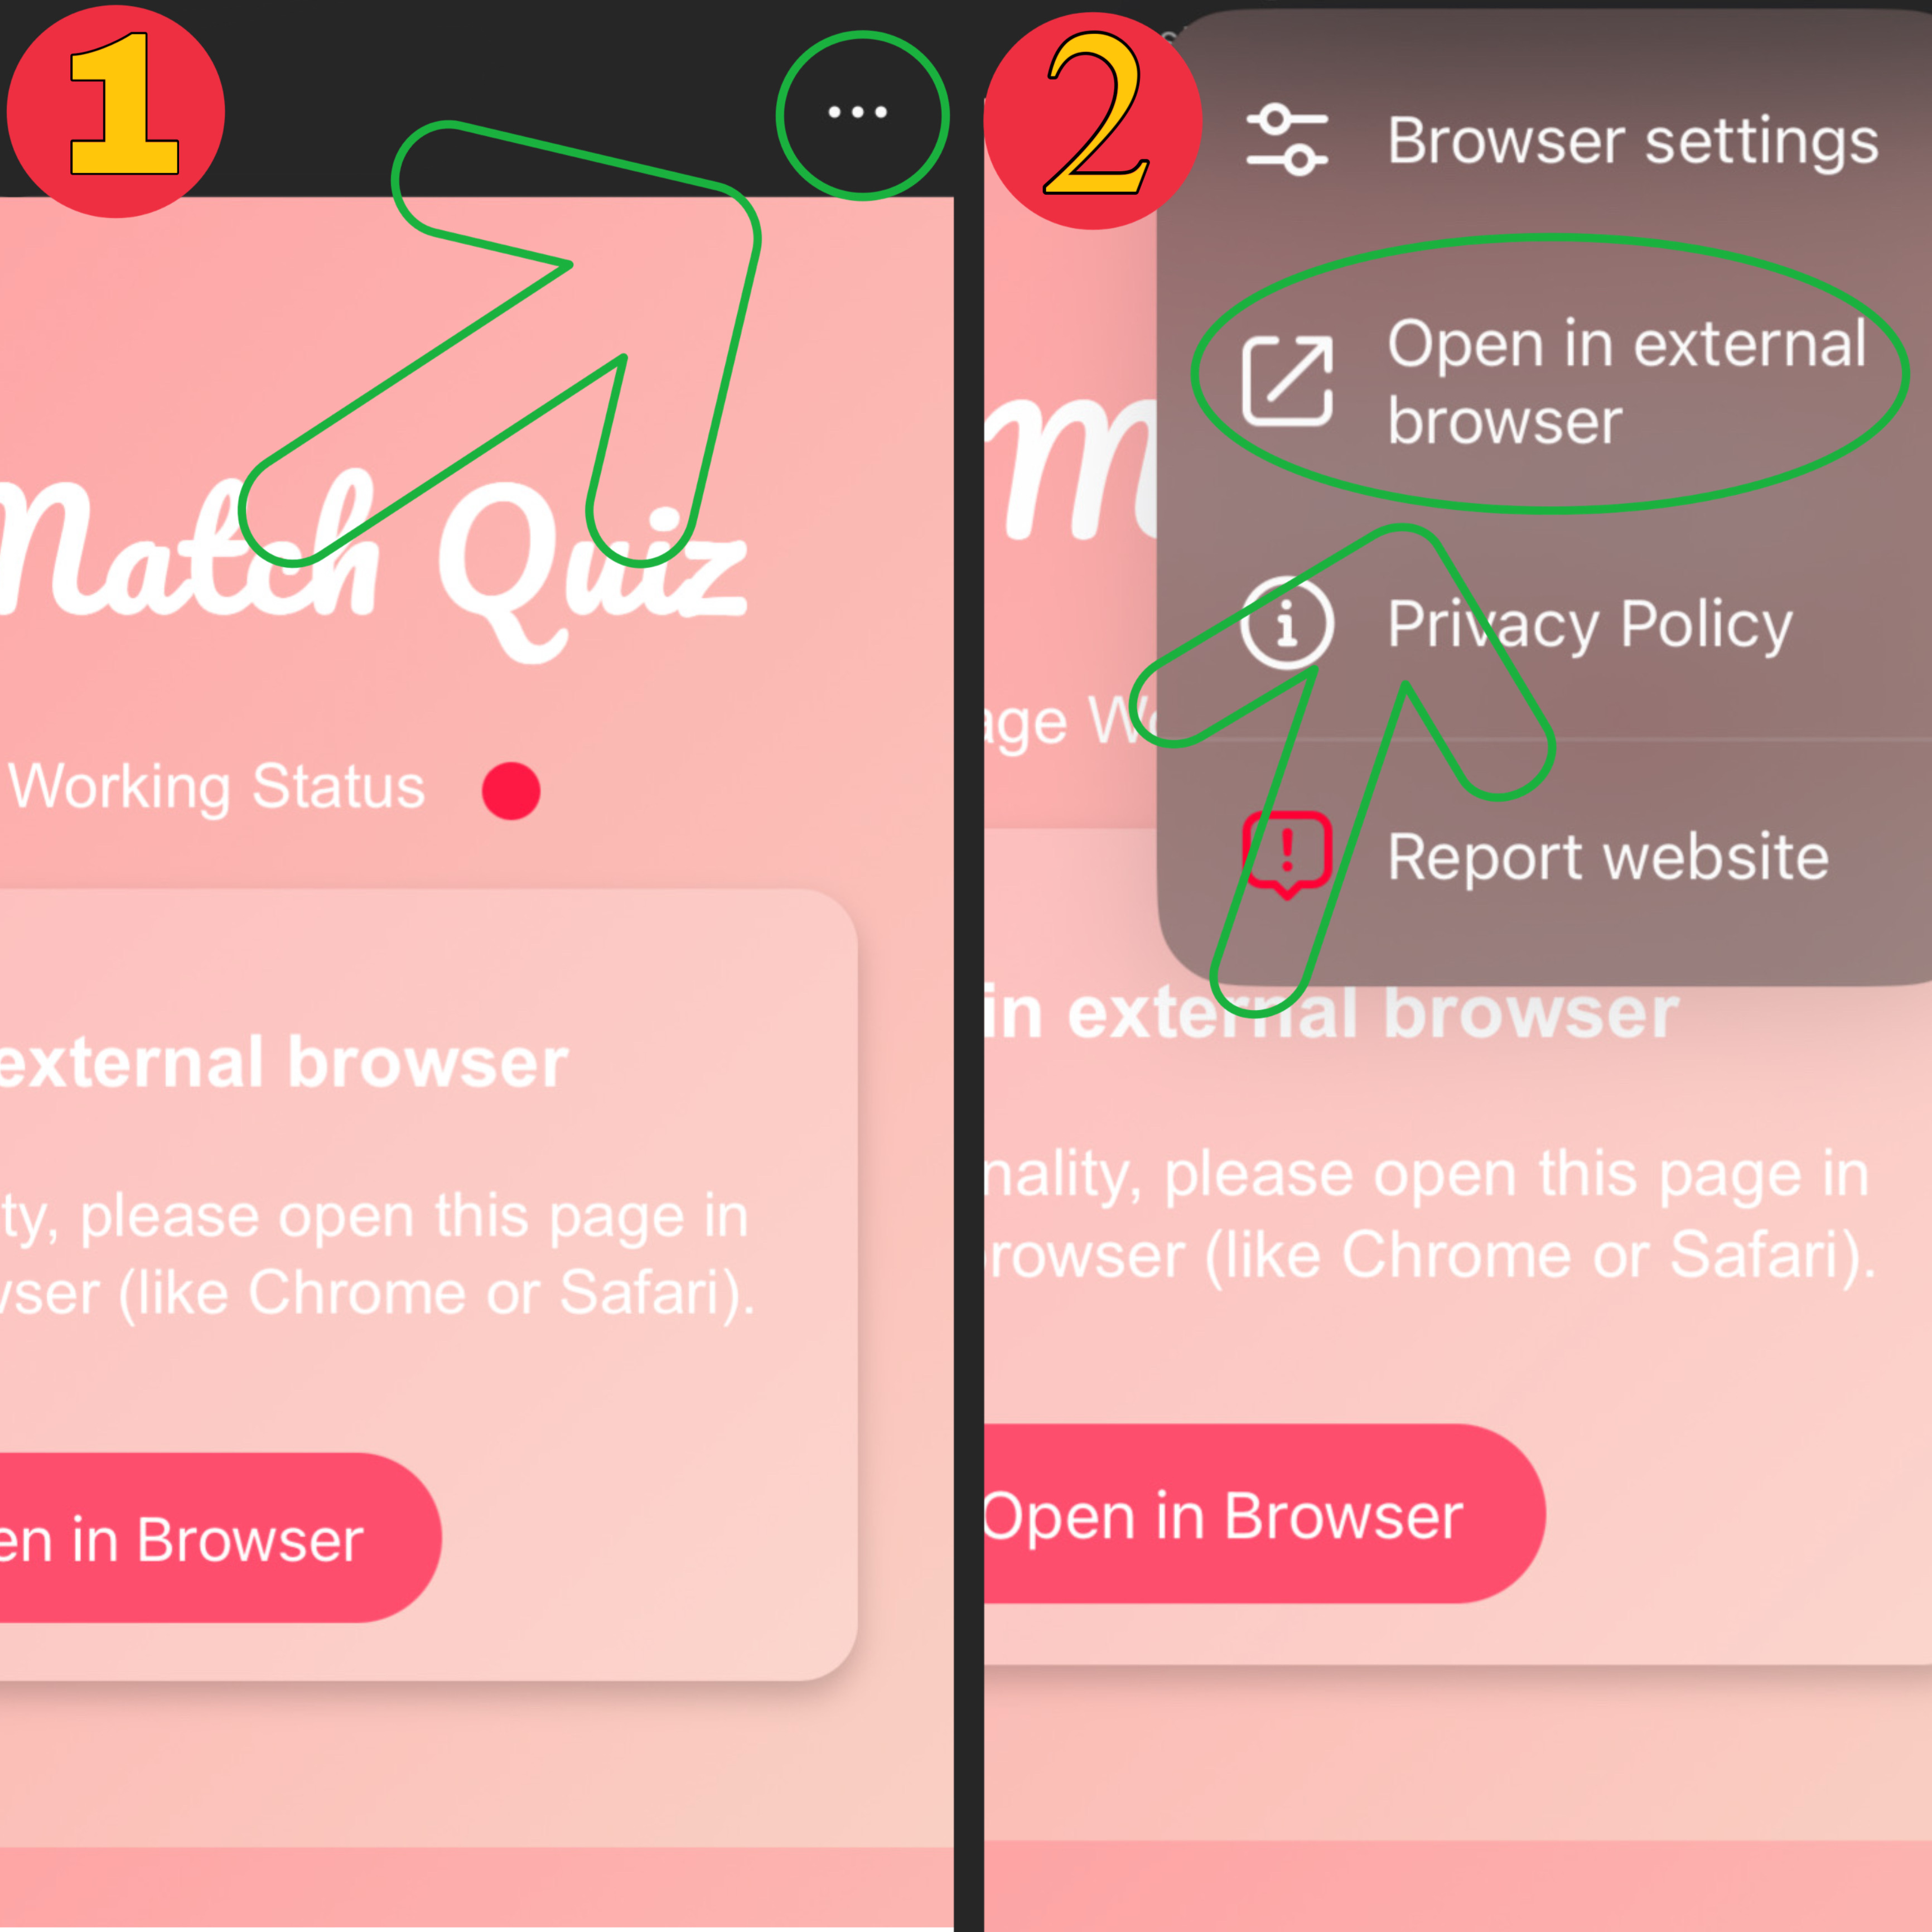 1
Match Quiz
Working Status
external browser
ty, please open this page in
ser (like Chrome or Safari).
en in Browser
2
Browser settings
Open in external
browser
Privacy Policy
Report website
M
age W
in external browser
nality, please open this page in
rowser (like Chrome or Safari).
Open in Browser